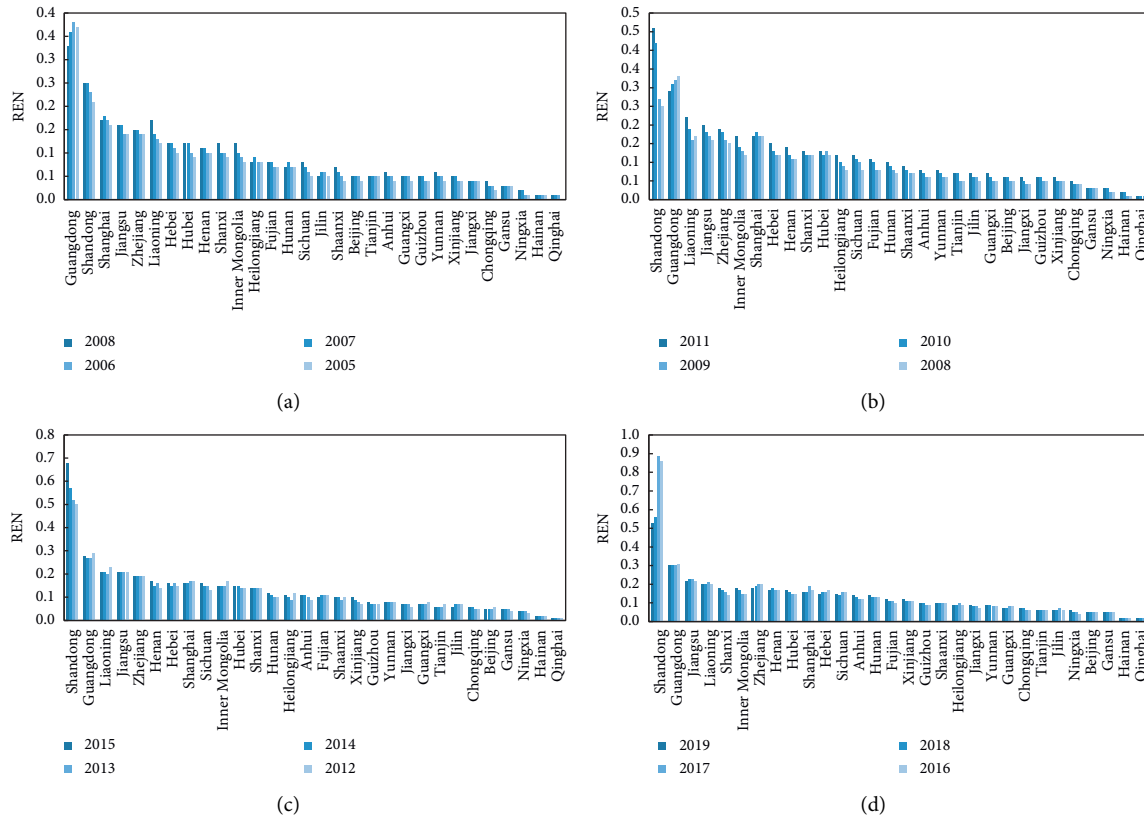 0.4
0.4
0.3
0.3
0.2
0.2
0.1
0.1
0.0
REN
Guangdong
Shandong
Shanghai
Jiangsu
Zhejiang
Liaoning
Hebei
Hubei
Henan
Shanxi
Inner Mongolia
Heilongjiang
Fujian
Hunan
Sichuan
Jilin
Shaanxi
Beijing
Tianjin
Anhui
Guangxi
Guizhou
Yunnan
Xinjiang
Jiangxi
Chongqing
Gansu
Ningxia
Hainan
Qinghai
2008
2007
2006
2005
(a)
0.5
0.5
0.4
0.4
0.3
0.3
0.2
0.2
0.1
0.1
0.0
REN
Shandong
Guangdong
Liaoning
Jiangsu
Zhejiang
Inner Mongolia
Shanghai
Hebei
Henan
Shanxi
Hubei
Heilongjiang
Sichuan
Fujian
Hunan
Shaanxi
Anhui
Yunnan
Tianjin
Jilin
Guangxi
Beijing
Jiangxi
Guizhou
Xinjiang
Chongqing
Gansu
Ningxia
Hainan
Qinghai
2011
2010
2009
2008
(b)
0.8
0.7
0.6
0.5
0.4
0.3
0.2
0.1
0.0
REN
Shandong
Guangdong
Liaoning
Jiangsu
Zhejiang
Henan
Hebei
Shanghai
Sichuan
Inner Mongolia
Hubei
Shanxi
Hunan
Heilongjiang
Anhui
Fujian
Shaanxi
Xinjiang
Guizhou
Yunnan
Jiangxi
Guangxi
Tianjin
Jilin
Chongqing
Beijing
Gansu
Ningxia
Hainan
Qinghai
2015
2014
2013
2012
(c)
1.0
0.9
0.8
0.7
0.6
0.5
0.4
0.3
0.2
0.1
0.0
REN
Shandong
Guangdong
Jiangsu
Liaoning
Shanxi
Inner Mongolia
Zhejiang
Henan
Hubei
Shanghai
Hebei
Sichuan
Anhui
Hunan
Fujian
Xinjiang
Guizhou
Shaanxi
Heilongjiang
Jiangxi
Yunnan
Guangxi
Chongqing
Tianjin
Jilin
Ningxia
Beijing
Gansu
Hainan
Qinghai
2019
2018
2017
2016
(d)